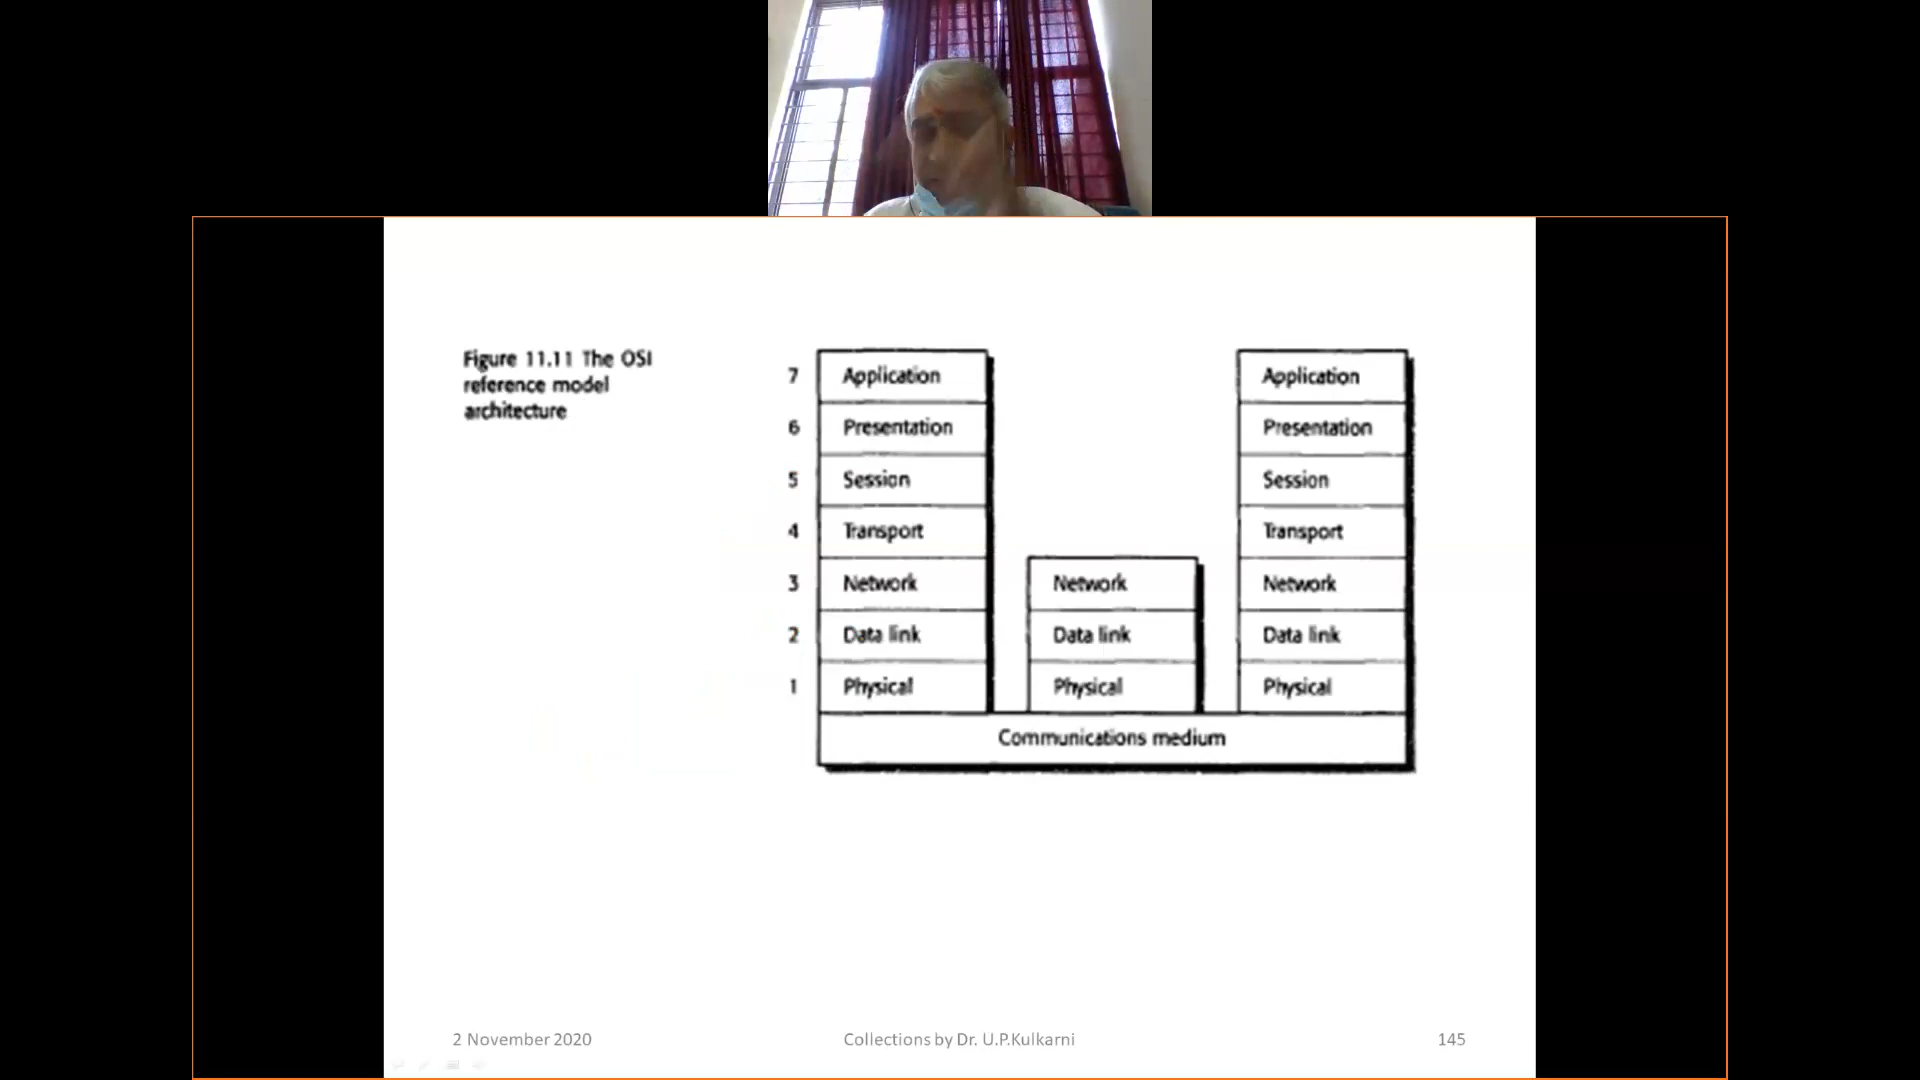 Figure 11.11 The OSI
reference model
architecture
7 Application Application
6 Presentation Presentation
5 Session Session
4 Transport Transport
3 Network Network Network
2 Data link Data link Data link
1 Physical Physical Physical
Communications medium
2 November 2020 Collections by Dr. U.P.Kulkarni 145